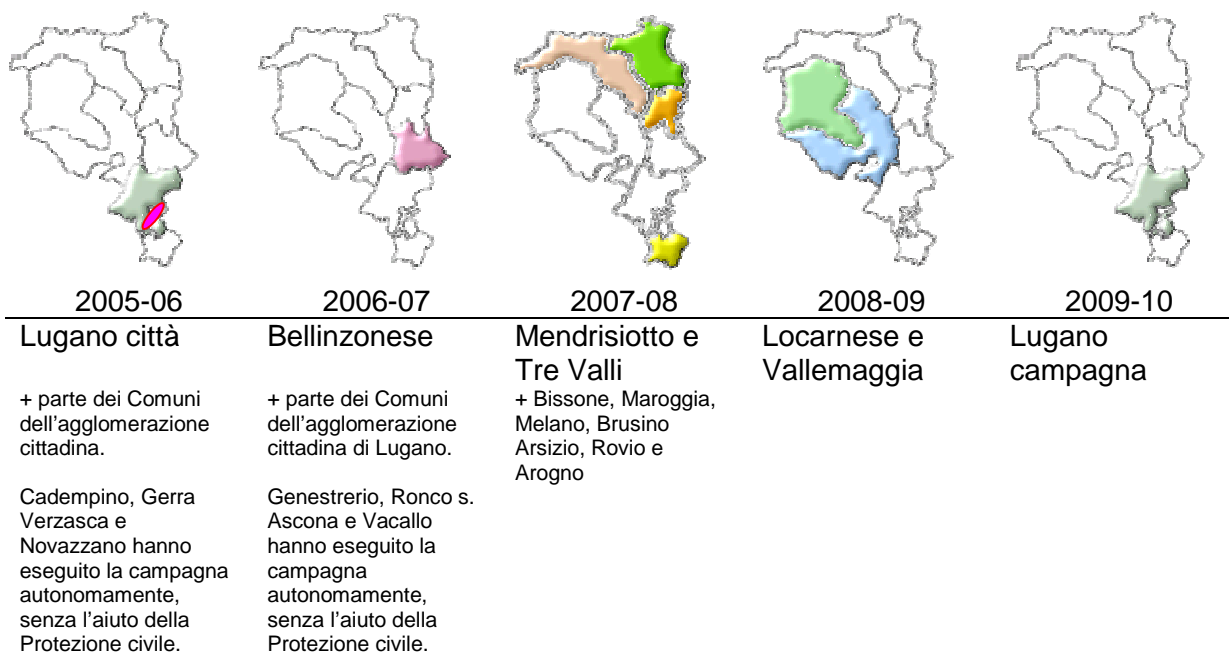 2005-06
2006-07
2007-08
2008-09
2009-10
Lugano città
+ parte dei Comuni
dell’agglomerazione
cittadina.
Cadempino, Gerra
Verzasca e
Novazzano hanno
eseguito la campagna
autonomamente,
senza l’aiuto della
Protezione civile.
Bellinzonese
+ parte dei Comuni
dell’agglomerazione
cittadina di Lugano.
Genestrerio, Ronco s.
Ascona e Vacallo
hanno eseguito la
campagna
autonomamente,
senza l’aiuto della
Protezione civile.
Mendrisiotto e
Tre Valli
+ Bissone, Maroggia,
Melano, Brusino
Arsizio, Rovio e
Arogno
Locarnese e
Vallemaggia
Lugano
campagna